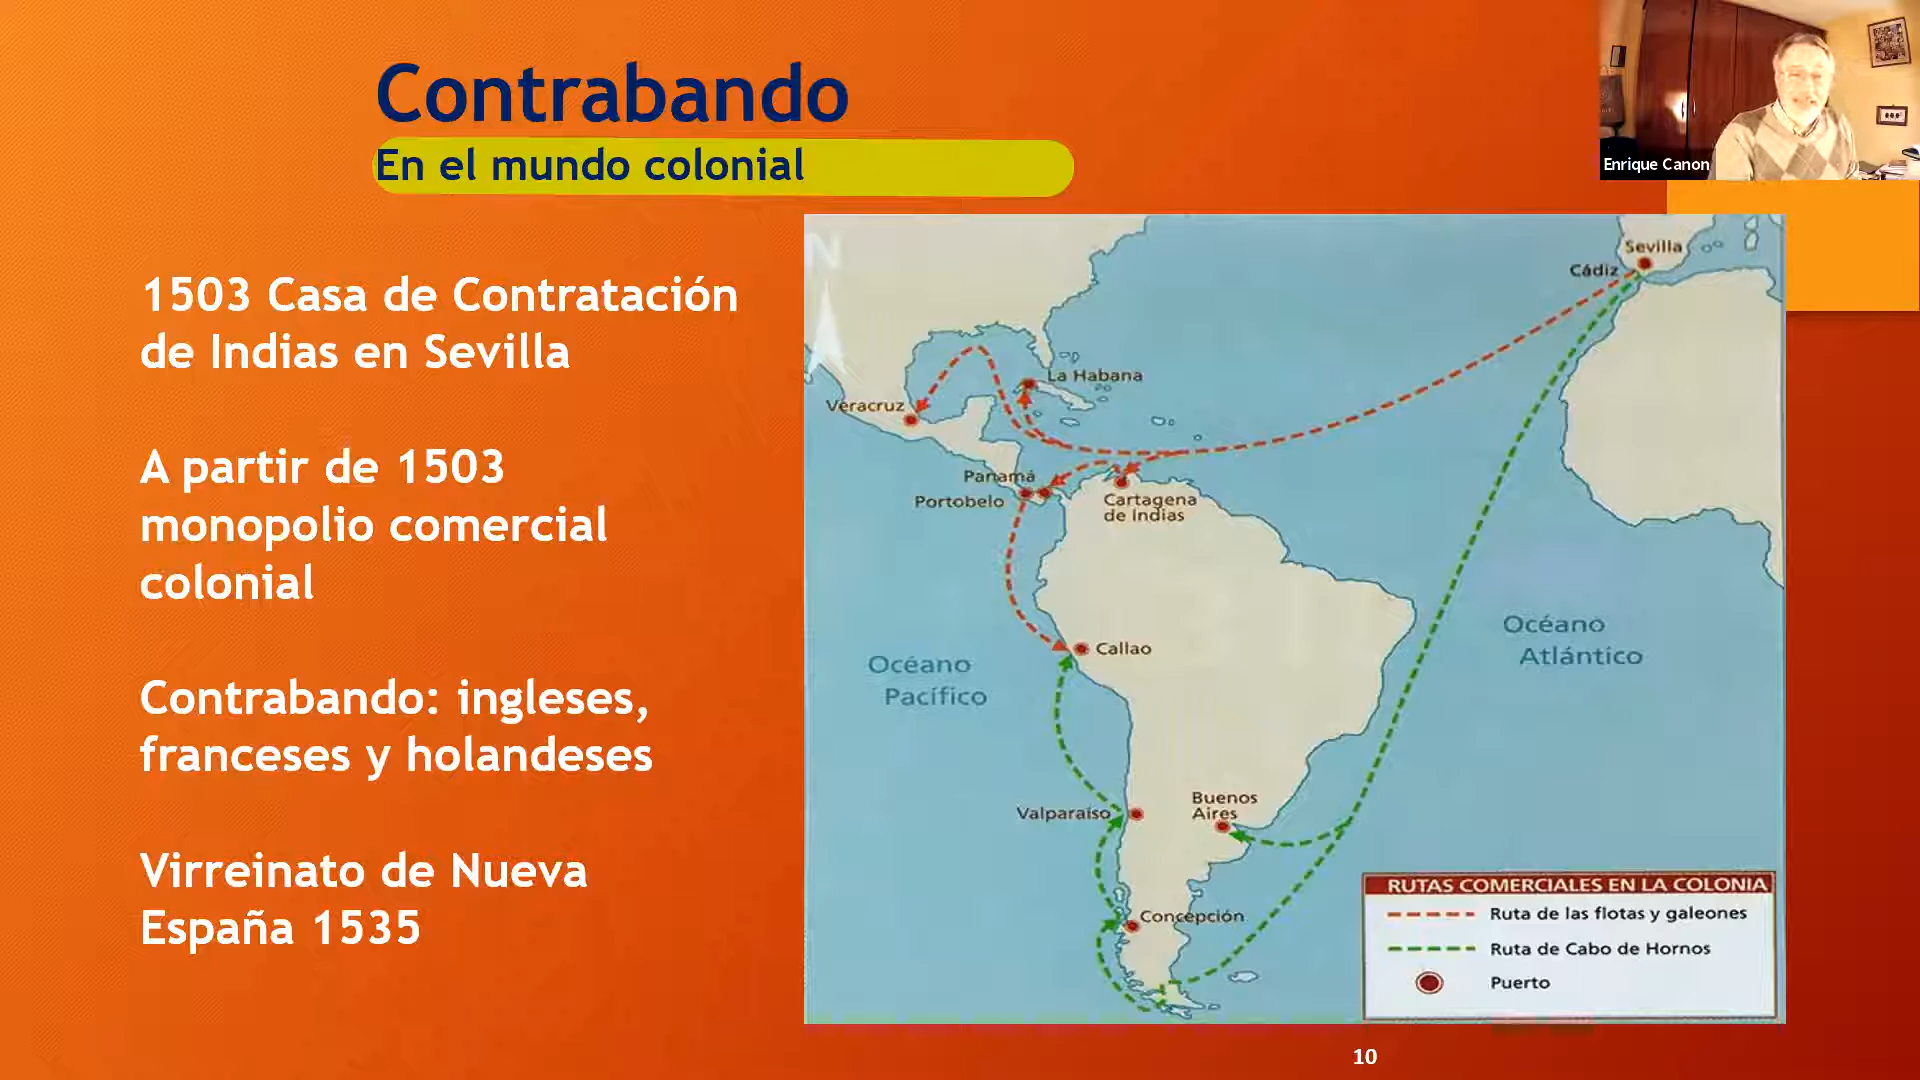 Contrabando
En el mundo colonial
Enrique Canon
1503 Casa de Contratación
de Indias en Sevilla
A partir de 1503
monopolio comercial
colonial
Contrabando: ingleses,
franceses y holandeses
Virreinato de Nueva
España 1535
N
Sevilla
Cádiz
La Habana
Veracruz
Panamá
Portobelo
Cartagena
de Indias
Océano
Atlántico
Callao
Océano
Pacífico
Buenos
Aires
Valparaíso
Concepción
RUTAS COMERCIALES EN LA COLONIA
Ruta de las flotas y galeones
Ruta de Cabo de Hornos
Puerto
10